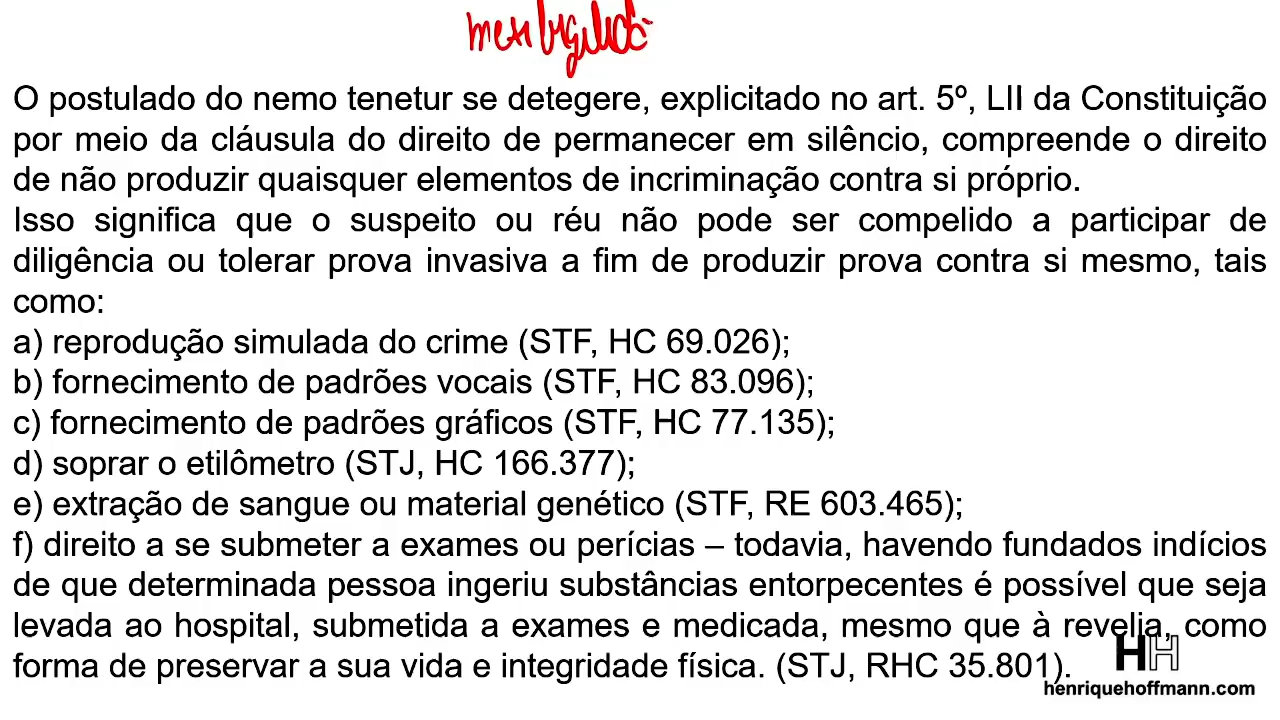 O postulado do nemo tenetur se detegere, explicitado no art. 5º, LII da Constituição
por meio da cláusula do direito de permanecer em silêncio, compreende o direito
de não produzir quaisquer elementos de incriminação contra si próprio.
Isso significa que o suspeito ou réu não pode ser compelido a participar de
diligência ou tolerar prova invasiva a fim de produzir prova contra si mesmo, tais
como:
a) reprodução simulada do crime (STF, HC 69.026);
b) fornecimento de padrões vocais (STF, HC 83.096);
c) fornecimento de padrões gráficos (STF, HC 77.135);
d) soprar o etilômetro (STJ, HC 166.377);
e) extração de sangue ou material genético (STF, RE 603.465);
f) direito a se submeter a exames ou perícias – todavia, havendo fundados indícios
de que determinada pessoa ingeriu substâncias entorpecentes é possível que seja
levada ao hospital, submetida a exames e medicada, mesmo que à revelia, como
forma de preservar a sua vida e integridade física. (STJ, RHC 35.801).
HH
henriquehoffmann.com